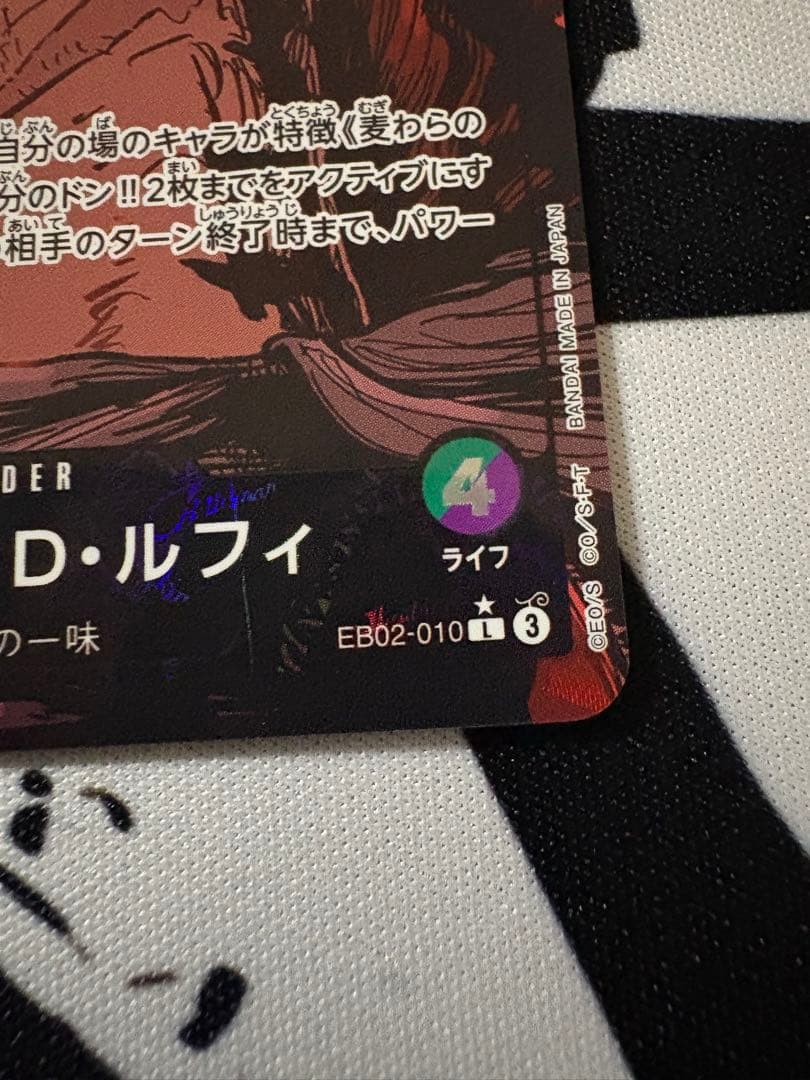 自分の場のキャラが特徴《麦わらの
分のドン!!2枚までをアクティブにす
相手のターン終了時まで、パワー
DER
D・ルフィ
4
ライフ
の一味
EB02-010 L 3
©EO/S ©O/S・F・T BANDAI MADE IN JAPAN